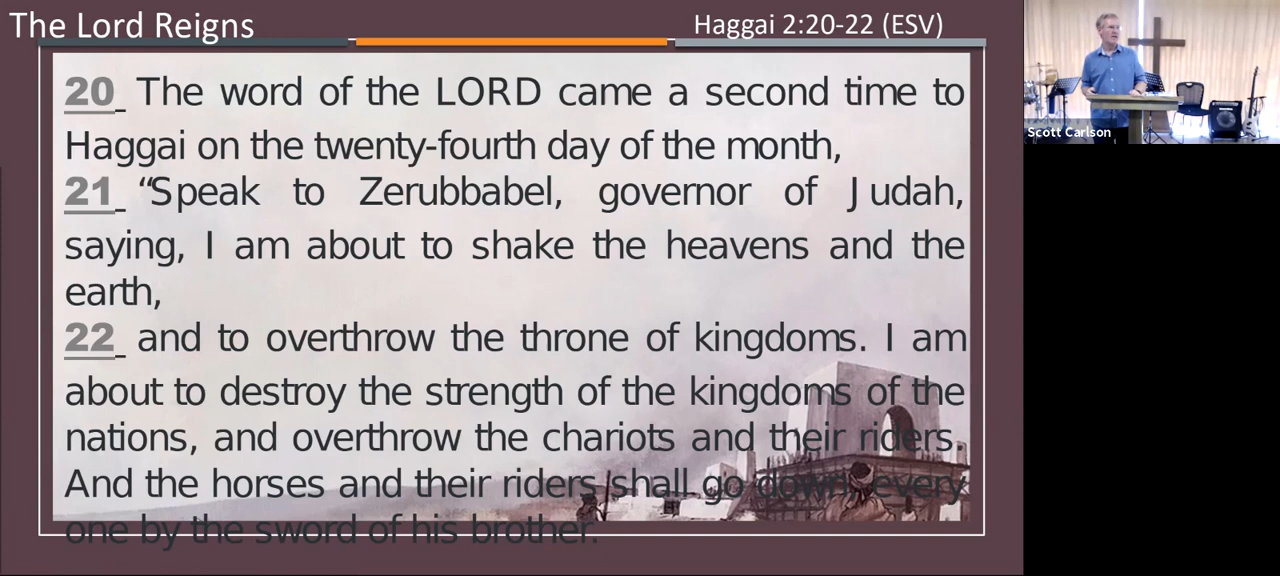 The Lord Reigns
Haggai 2:20-22 (ESV)
20 The word of the LORD came a second time to
Haggai on the twenty-fourth day of the month,
21 “Speak to Zerubbabel, governor of Judah,
saying, I am about to shake the heavens and the
earth,
22 and to overthrow the throne of kingdoms. I am
about to destroy the strength of the kingdoms of the
nations, and overthrow the chariots and their riders.
And the horses and their riders shall go down, every
one by the sword of his brother.
Scott Carlson